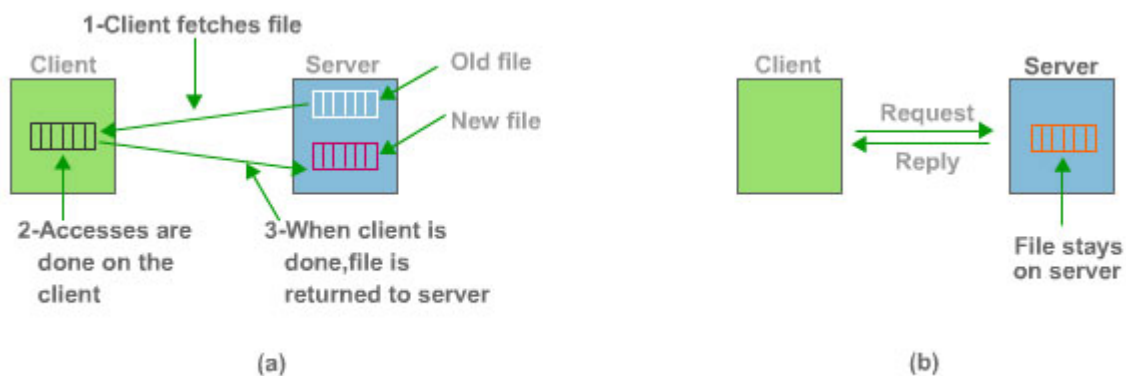 1-Client fetches file
Client
Server
Old file
New file
2-Accesses are
done on the
client
3-When client is
done,file is
returned to server
(a)
Client
Server
Request
Reply
File stays
on server
(b)